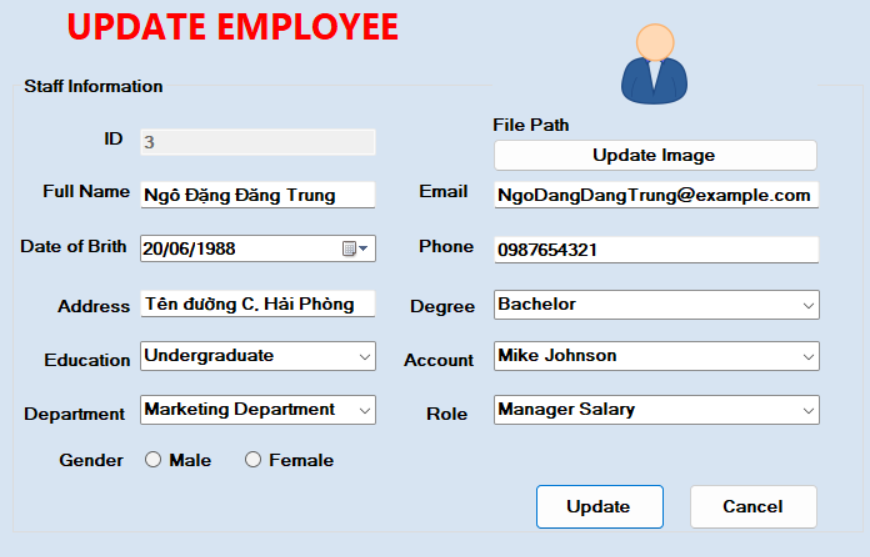 UPDATE EMPLOYEE
Staff Information
File Path
ID 3
Update Image
Full Name Ngô Đặng Đăng Trung Email NgoDangDangTrung@example.com
Date of Brith 20/06/1988 Phone 0987654321
Address Tên đường C, Hải Phòng Degree Bachelor
Education Undergraduate Account Mike Johnson
Department Marketing Department Role Manager Salary
Gender Male Female
Update Cancel